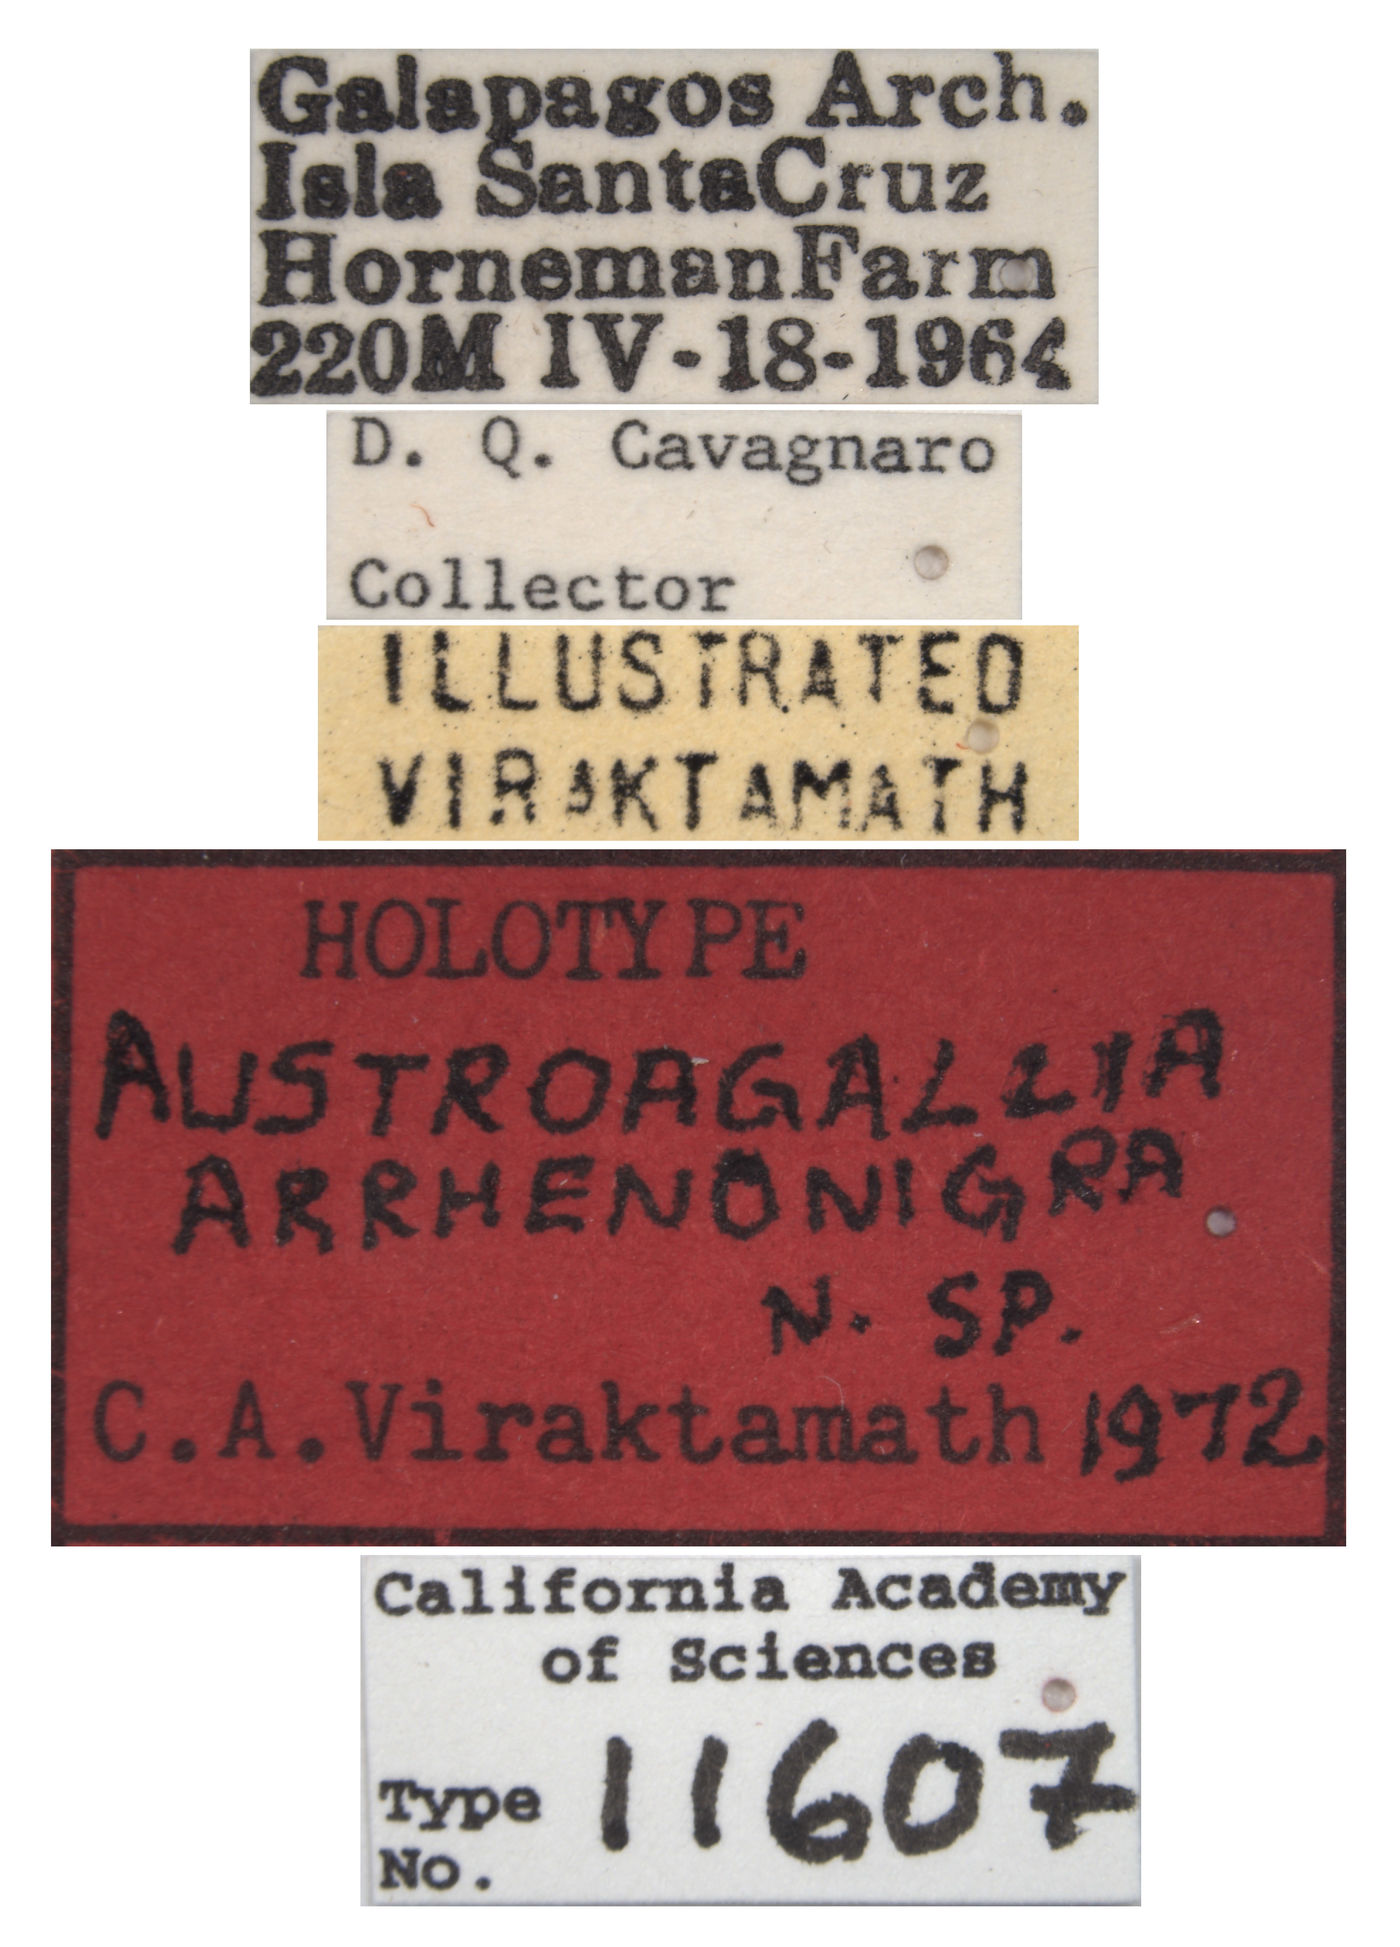 Galapagos Arch.
Isla SantaCruz
HornemanFarm
220M IV-18-1964
D. Q. Cavagnaro
Collector
ILLUSTRATED
VIRAKTAMATH
HOLOTYPE
AUSTROAGALLIA
ARRHENONIGRA
N. SP.
C.A.Viraktamath 1972
California Academy
of Sciences
Type
No. 11607